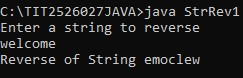 C:\TIT2526027JAVA>java StrRev1
Enter a string to reverse
welcome
Reverse of String emoclew